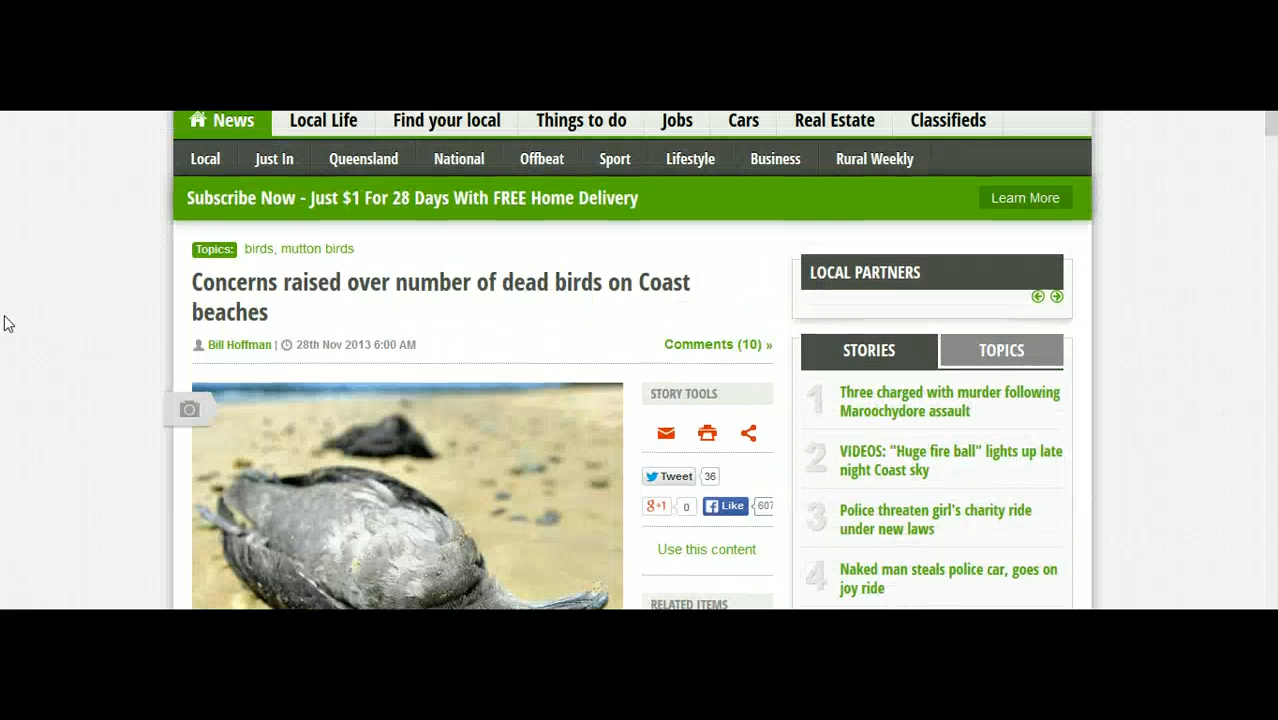 News Local Life Find your local Things to do Jobs Cars Real Estate Classifieds
Local Just In Queensland National Offbeat Sport Lifestyle Business Rural Weekly
Subscribe Now - Just $1 For 28 Days With FREE Home Delivery Learn More
Topics: birds, mutton birds
Concerns raised over number of dead birds on Coast
beaches
Bill Hoffman | 28th Nov 2013 6:00 AM
Comments (10) »
STORY TOOLS
Tweet 36
g+1 0 Like 607
Use this content
RELATED ITEMS
LOCAL PARTNERS
STORIES TOPICS
1 Three charged with murder following
Maroochydore assault
2 VIDEOS: "Huge fire ball" lights up late
night Coast sky
3 Police threaten girl's charity ride
under new laws
4 Naked man steals police car, goes on
joy ride